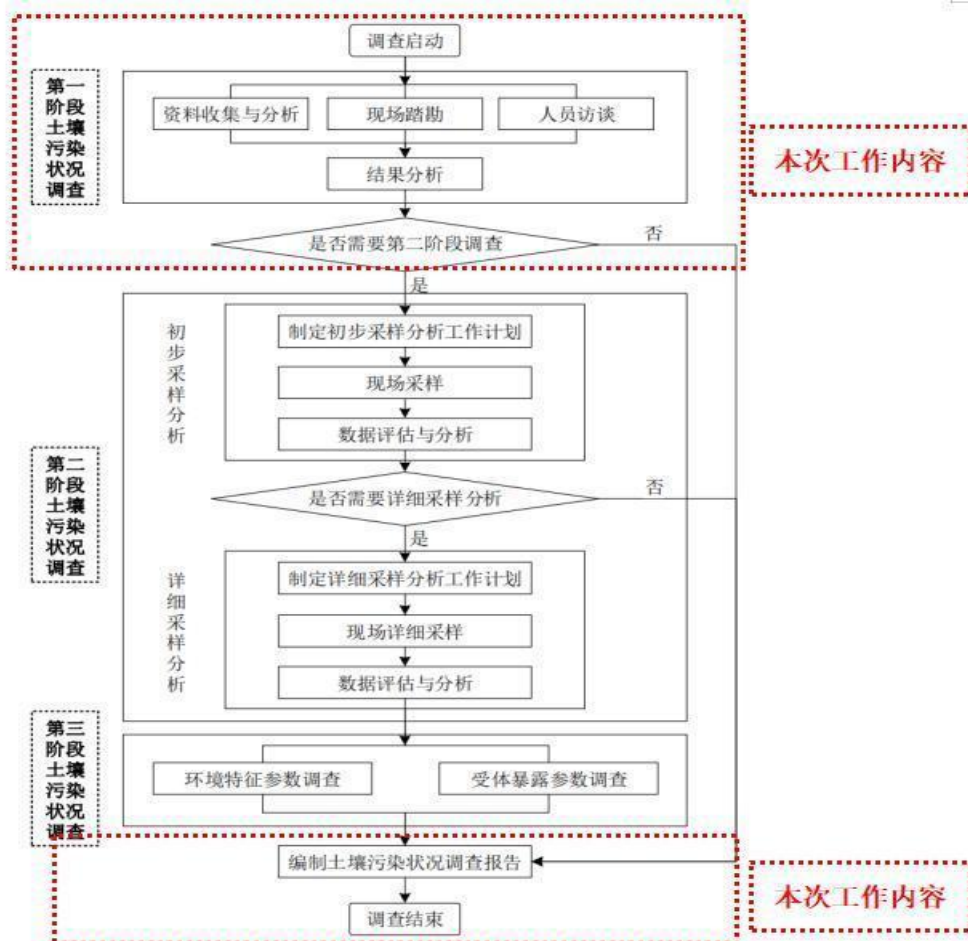 调查启动
第一
阶段
土壤
污染
状况
调查
资料收集与分析
现场踏勘
人员访谈
结果分析
本次工作内容
是否需要第二阶段调查
否
是
初步采样分析
制定初步采样分析工作计划
现场采样
数据评估与分析
第二
阶段
土壤
污染
状况
调查
是否需要详细采样分析
否
是
详细采样分析
制定详细采样分析工作计划
现场详细采样
数据评估与分析
第三
阶段
土壤
污染
状况
调查
环境特征参数调查
受体暴露参数调查
编制土壤污染状况调查报告
调查结束
本次工作内容